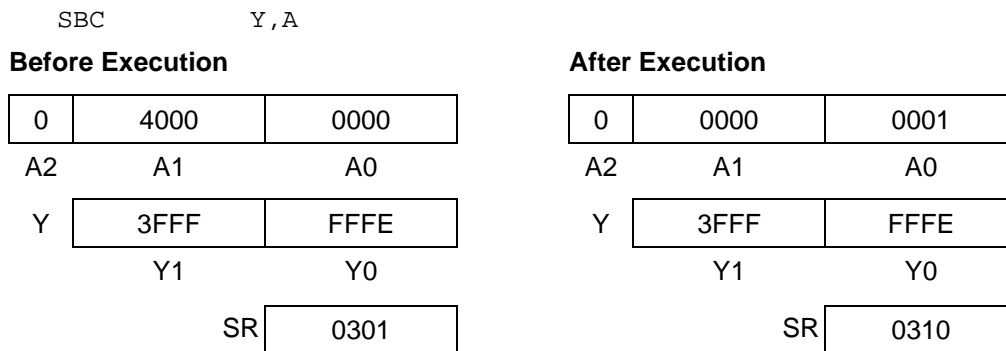 SBC Y,A
Before Execution After Execution
0 4000 0000 0 0000 0001
A2 A1 A0 A2 A1 A0
Y 3FFF FFFE Y 3FFF FFFE
Y1 Y0 Y1 Y0
SR 0301 SR 0310